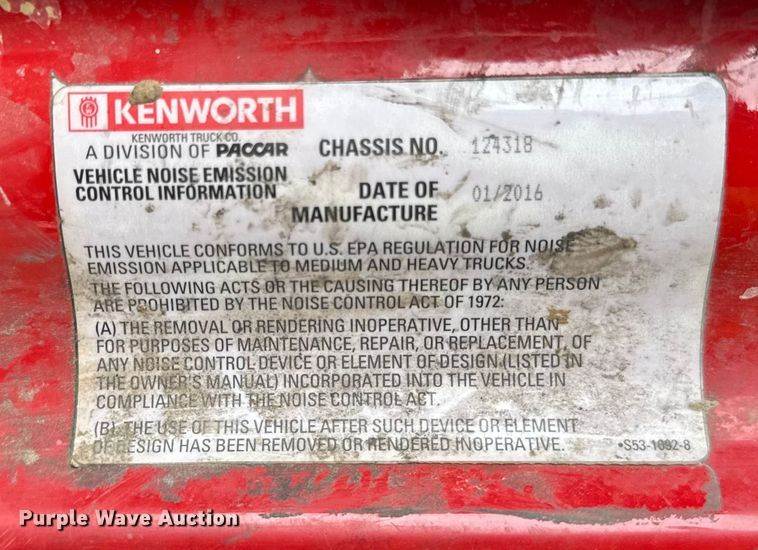 KENWORTH
KENWORTH TRUCK CO.
A DIVISION OF PACCAR
CHASSIS NO. 124318
VEHICLE NOISE EMISSION
CONTROL INFORMATION
DATE OF
MANUFACTURE
01/2016
THIS VEHICLE CONFORMS TO U.S. EPA REGULATION FOR NOISE
EMISSION APPLICABLE TO MEDIUM AND HEAVY TRUCKS.
THE FOLLOWING ACTS OR THE CAUSING THEREOF BY ANY PERSON
ARE PROHIBITED BY THE NOISE CONTROL ACT OF 1972:
(A) THE REMOVAL OR RENDERING INOPERATIVE, OTHER THAN
FOR PURPOSES OF MAINTENANCE, REPAIR, OR REPLACEMENT, OF
ANY NOISE CONTROL DEVICE OR ELEMENT OF DESIGN (LISTED IN
THE OWNER'S MANUAL) INCORPORATED INTO THE VEHICLE IN
COMPLIANCE WITH THE NOISE CONTROL ACT.
(B) THE USE OF THIS VEHICLE AFTER SUCH DEVICE OR ELEMENT
OF DESIGN HAS BEEN REMOVED OR RENDERED INOPERATIVE.
•S53-1092-8
Purple Wave Auction